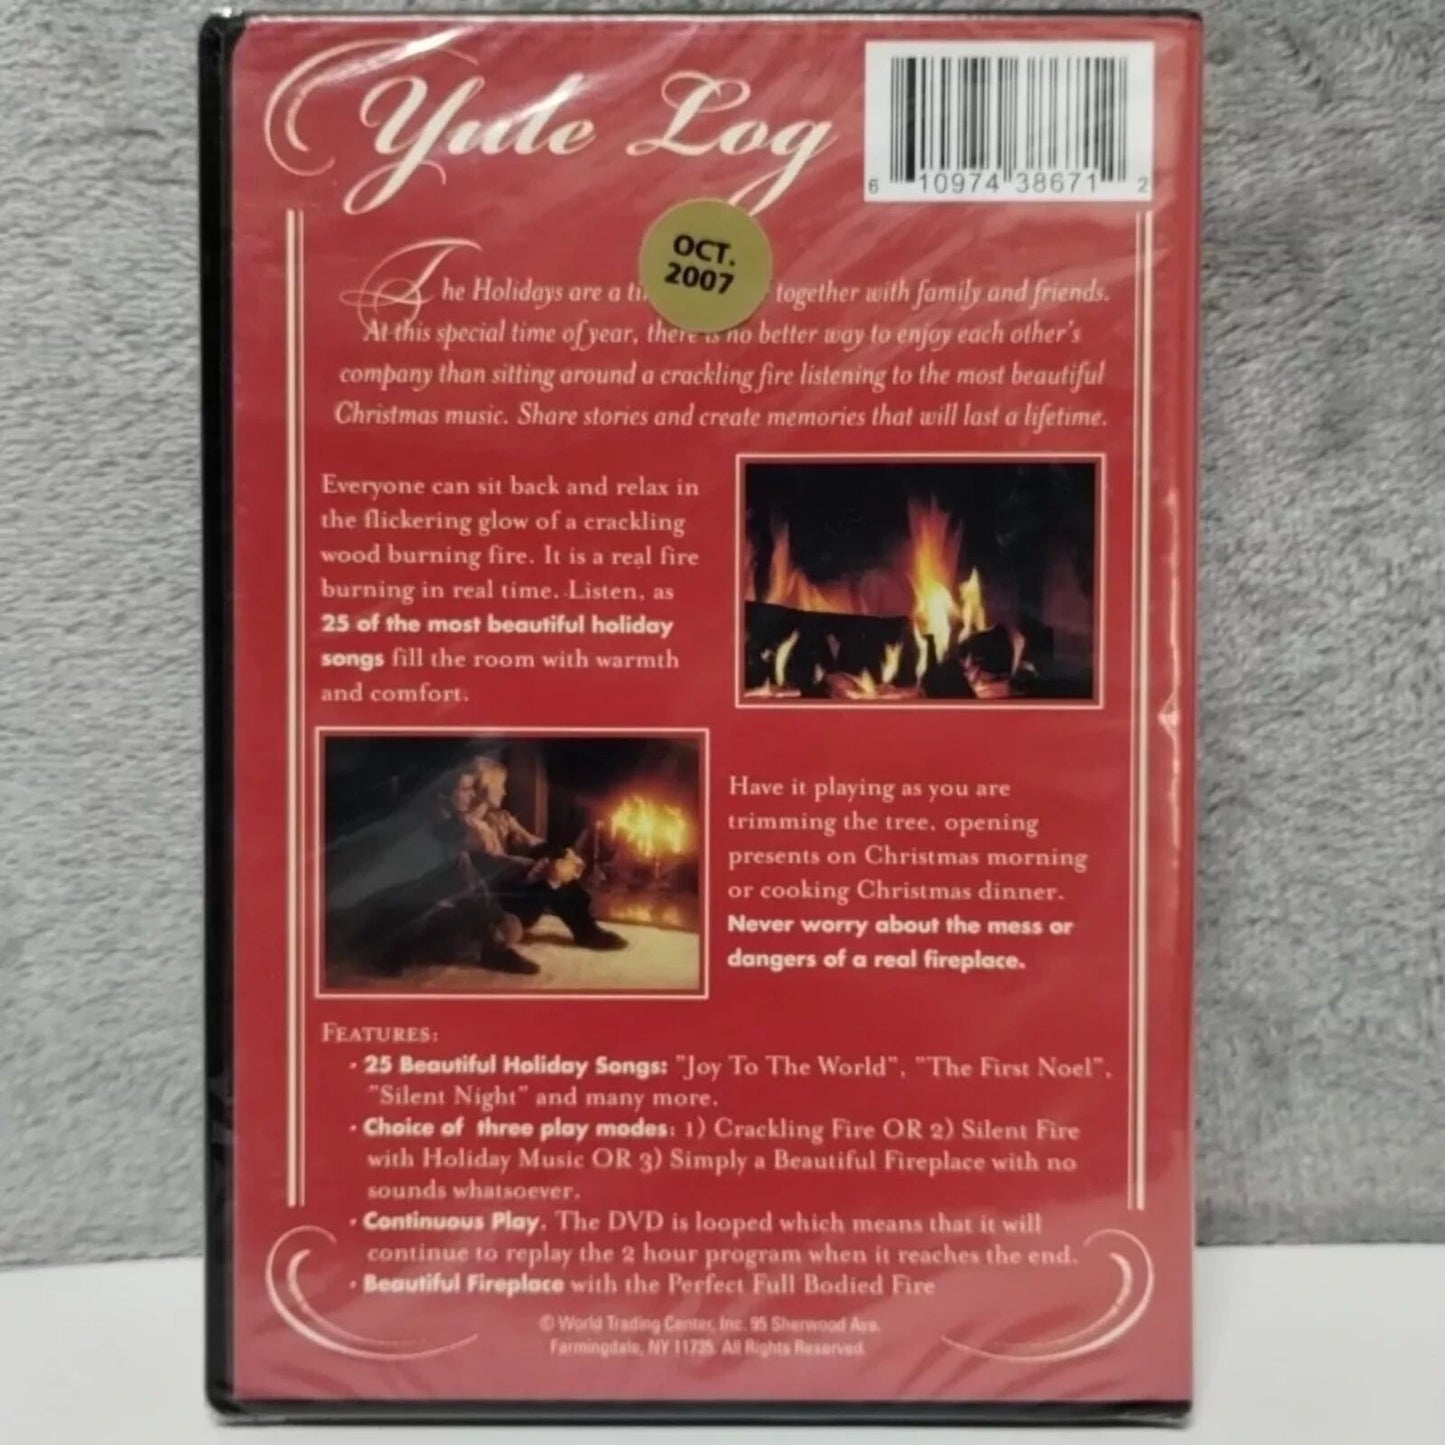 Yule Log
6 10974 38671 2
OCT.
2007
The Holidays are a ti together with family and friends.
At this special time of year, there is no better way to enjoy each other's
company than sitting around a crackling fire listening to the most beautiful
Christmas music. Share stories and create memories that will last a lifetime.
Everyone can sit back and relax in
the flickering glow of a crackling
wood burning fire. It is a real fire
burning in real time. Listen, as
25 of the most beautiful holiday
songs fill the room with warmth
and comfort.
Have it playing as you are
trimming the tree, opening
presents on Christmas morning
or cooking Christmas dinner.
Never worry about the mess or
dangers of a real fireplace.
FEATURES:
· 25 Beautiful Holiday Songs: "Joy To The World", "The First Noel",
"Silent Night" and many more.
· Choice of three play modes: 1) Crackling Fire OR 2) Silent Fire
with Holiday Music OR 3) Simply a Beautiful Fireplace with no
sounds whatsoever.
· Continuous Play. The DVD is looped which means that it will
continue to replay the 2 hour program when it reaches the end.
· Beautiful Fireplace with the Perfect Full Bodied Fire
© World Trading Center, Inc. 95 Sherwood Ave.
Farmingdale, NY 11735. All Rights Reserved.